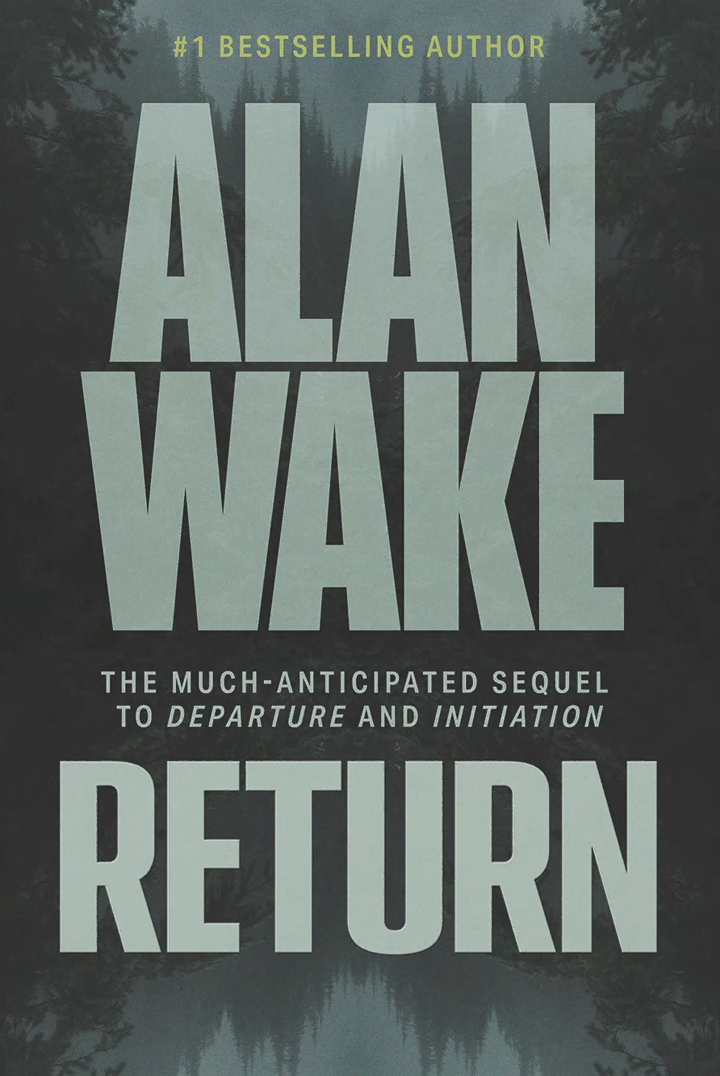 #1 BESTSELLING AUTHOR
ALAN
WAKE
THE MUCH-ANTICIPATED SEQUEL
TO DEPARTURE AND INITIATION
RETURN